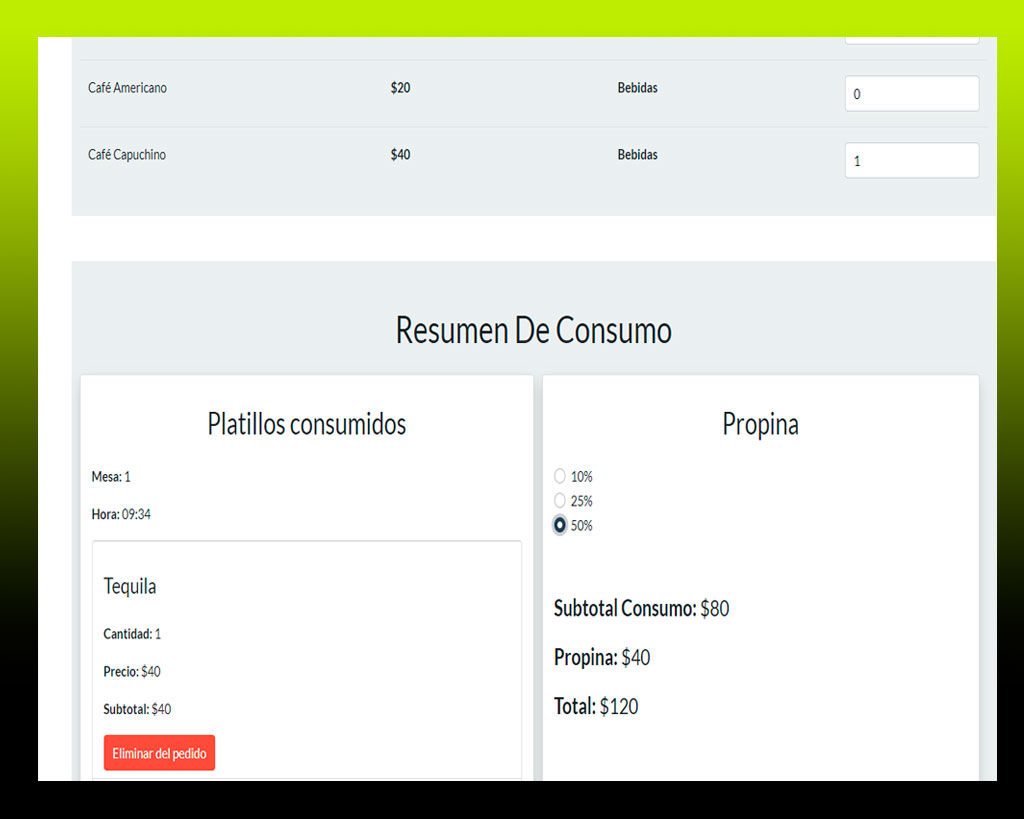 Café Americano $20 Bebidas 0
Café Capuchino $40 Bebidas 1
Resumen De Consumo
Platillos consumidos
Mesa: 1
Hora: 09:34
Tequila
Cantidad: 1
Precio: $40
Subtotal: $40
Eliminar del pedido
Propina
10%
25%
50%
Subtotal Consumo: $80
Propina: $40
Total: $120